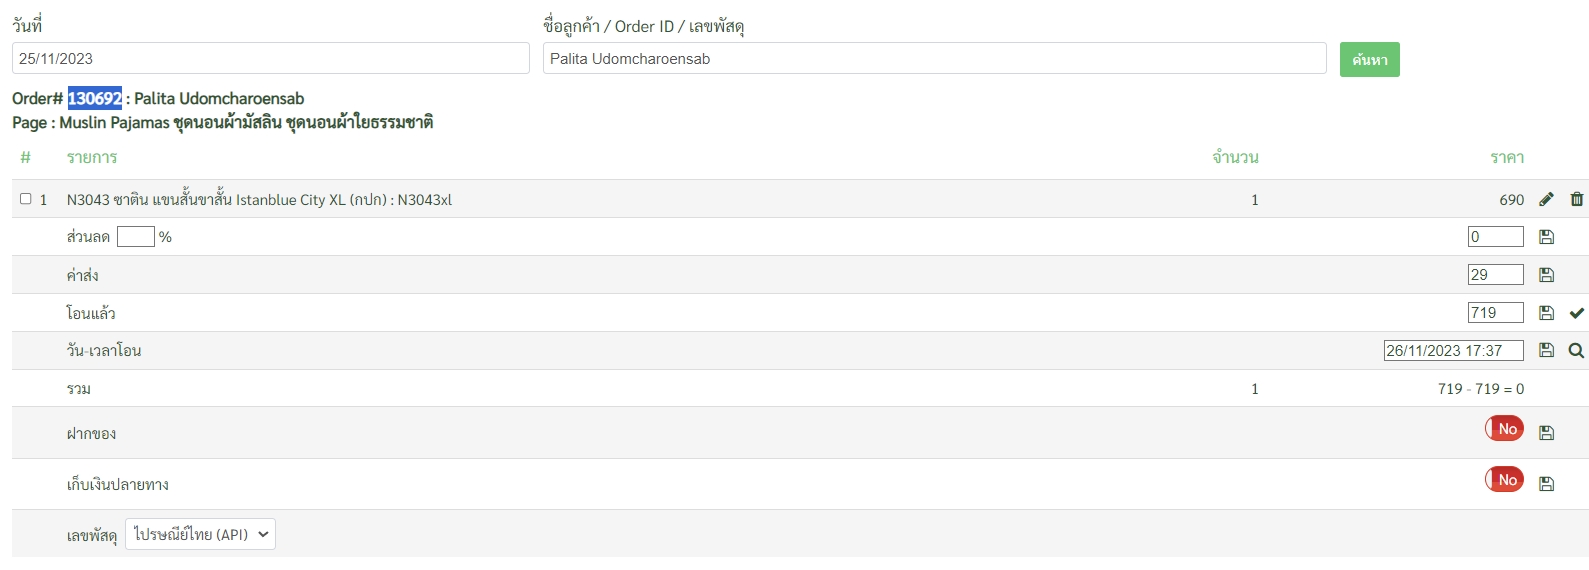 วันที่ ชื่อลูกค้า / Order ID / เลขพัสดุ
25/11/2023 Palita Udomcharoensab ค้นหา
Order# 130692 : Palita Udomcharoensab
Page : Muslin Pajamas ชุดนอนผ้ามัสลิน ชุดนอนผ้าใยธรรมชาติ
# รายการ จำนวน ราคา
1 N3043 ซาติน แขนสั้นขาสั้น Istanblue City XL (กปก) : N3043xl 1 690
ส่วนลด % 0
ค่าส่ง 29
โอนแล้ว 719
วัน-เวลาโอน 26/11/2023 17:37
รวม 1 719 - 719 = 0
ฝากของ No
เก็บเงินปลายทาง No
เลขพัสดุ ไปรษณีย์ไทย (API)